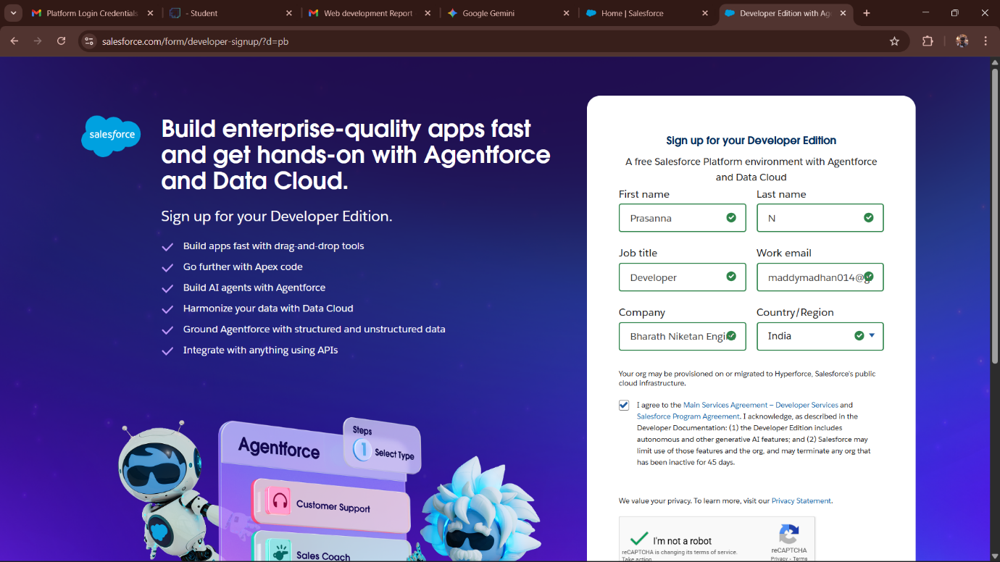 Platform Login Credentials
- Student
Web development Report
Google Gemini
Home | Salesforce
Developer Edition with Ag
salesforce.com/form/developer-signup/?d=pb
salesforce
Build enterprise-quality apps fast
and get hands-on with Agentforce
and Data Cloud.
Sign up for your Developer Edition.
Build apps fast with drag-and-drop tools
Go further with Apex code
Build AI agents with Agentforce
Harmonize your data with Data Cloud
Ground Agentforce with structured and unstructured data
Integrate with anything using APIs
Agentforce
Steps
1 Select Type
Customer Support
Sales Coach
Sign up for your Developer Edition
A free Salesforce Platform environment with Agentforce
and Data Cloud
First name Last name
Prasanna N
Job title Work email
Developer maddymadhan014@g
Company Country/Region
Bharath Niketan Engi India
Your org may be provisioned on or migrated to Hyperforce, Salesforce's public
cloud infrastructure.
I agree to the Main Services Agreement – Developer Services and
Salesforce Program Agreement. I acknowledge, as described in the
Developer Documentation: (1) the Developer Edition includes
autonomous and other generative AI features; and (2) Salesforce may
limit use of those features and the org, and may terminate any org that
has been inactive for 45 days.
We value your privacy. To learn more, visit our Privacy Statement.
I'm not a robot
reCAPTCHA is changing its terms of service.
Take action
reCAPTCHA
Privacy - Terms